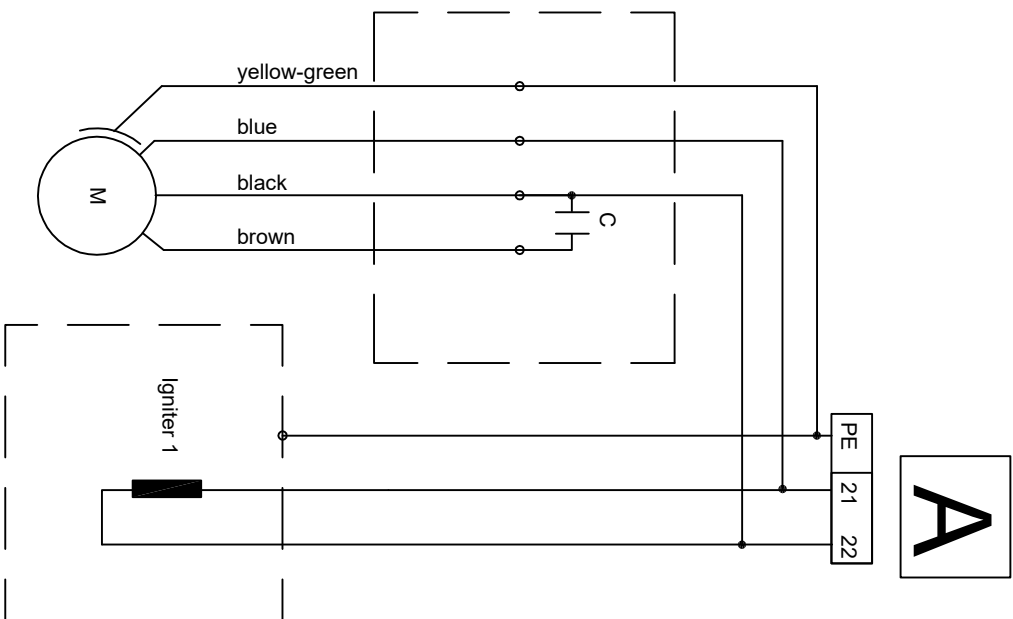 yellow-green
blue
black
brown
M
C
Igniter 1
PE
21
22
A